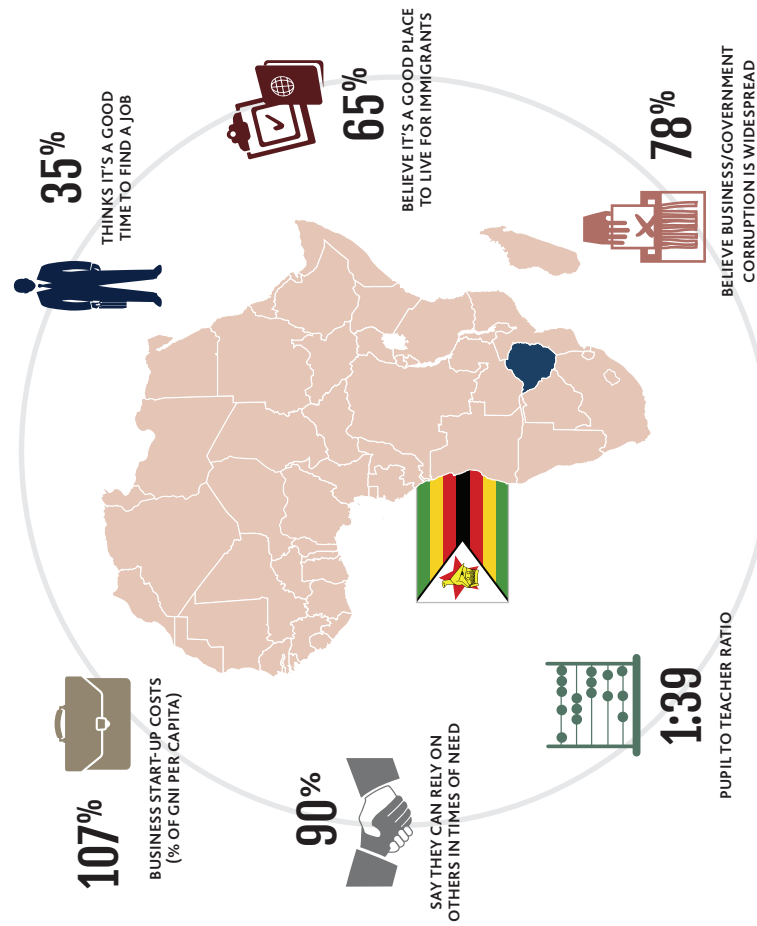 107%
BUSINESS START-UP COSTS
(% OF GNI PER CAPITA)
35%
THINKS IT'S A GOOD
TIME TO FIND A JOB
90%
SAY THEY CAN RELY ON
OTHERS IN TIMES OF NEED
65%
BELIEVE IT'S A GOOD PLACE
TO LIVE FOR IMMIGRANTS
1:39
PUPIL TO TEACHER RATIO
78%
BELIEVE BUSINESS/GOVERNMENT
CORRUPTION IS WIDESPREAD